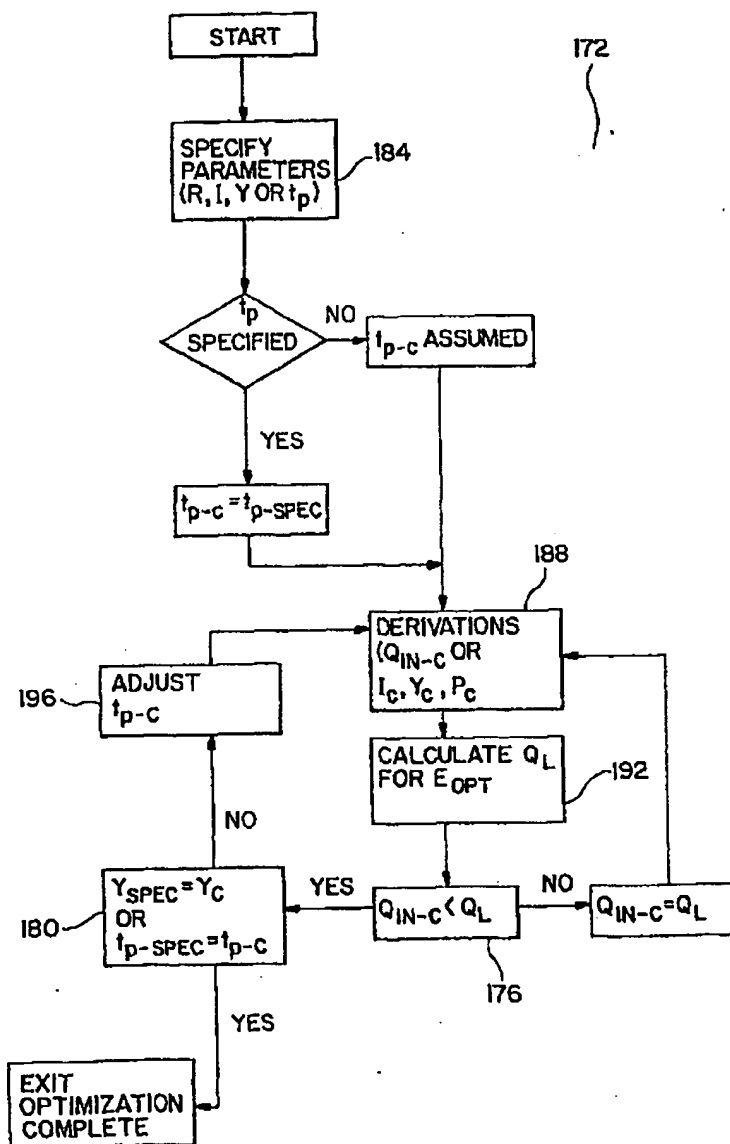 START
172
SPECIFY
PARAMETERS
(R, I, Y OR tp)
184
tp
SPECIFIED
NO
tp-c ASSUMED
YES
tp-c = tp-SPEC
188
DERIVATIONS
(QIN-C OR
IC, YC, PC
ADJUST
tp-C
196
CALCULATE QL
FOR EOPT
192
NO
YSPEC = YC
OR
tp-SPEC = tp-C
180
YES
QIN-C < QL
NO
QIN-C = QL
176
YES
EXIT
OPTIMIZATION
COMPLETE